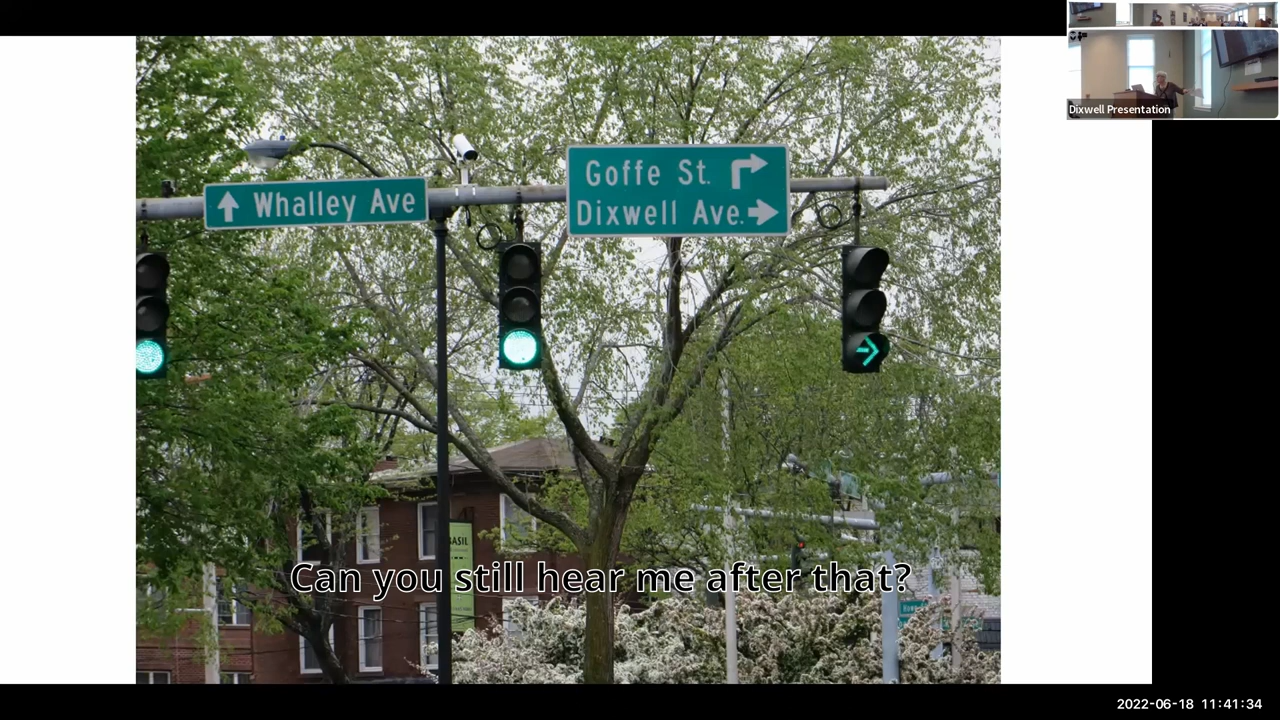 Dixwell Presentation
Whalley Ave
Goffe St.
Dixwell Ave.
BASIL
Can you still hear me after that?
2022-06-18 11:41:34